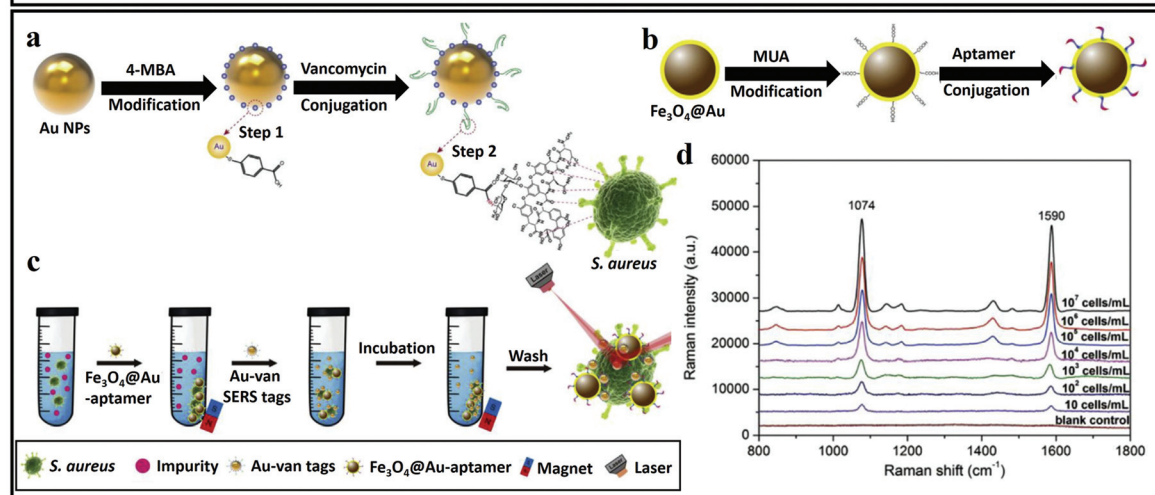 a
4-MBA
Vancomycin
Modification
Conjugation
Au NPs
Step 1
Au
Step 2
Au
S. aureus
b
MUA
Aptamer
Modification
Conjugation
Fe₃O₄@Au
HOOC
COOH
c
Fe₃O₄@Au
-aptamer
Au-van
SERS tags
Incubation
Wash
Laser
d
Raman intensity (a.u.)
60000
50000
40000
30000
20000
10000
0
1074
1590
10⁷ cells/mL
10⁶ cells/mL
10⁵ cells/mL
10⁴ cells/mL
10³ cells/mL
10² cells/mL
10 cells/mL
blank control
800 1000 1200 1400 1600 1800
Raman shift (cm⁻¹)
S. aureus Impurity Au-van tags Fe₃O₄@Au-aptamer Magnet Laser